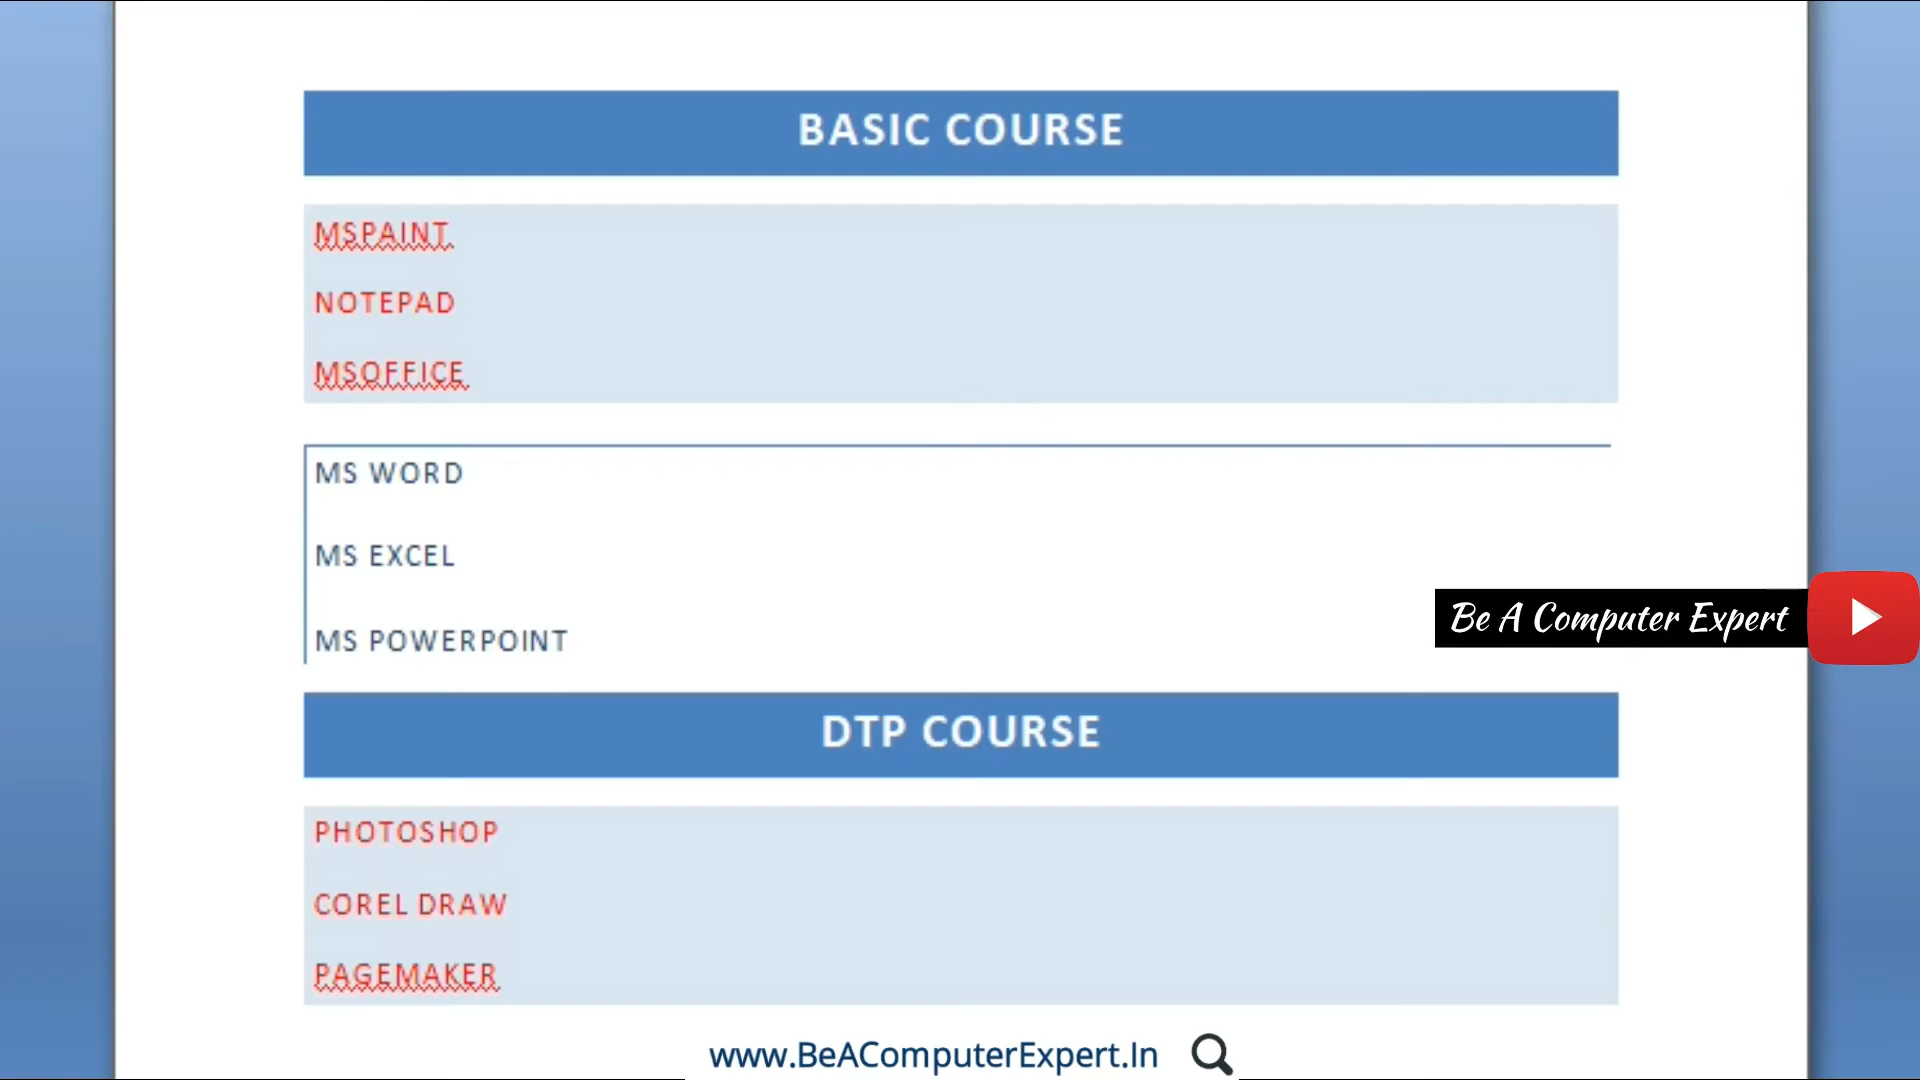 BASIC COURSE
MSPAINT
NOTEPAD
MSOFFICE
MS WORD
MS EXCEL
MS POWERPOINT
Be A Computer Expert
DTP COURSE
PHOTOSHOP
COREL DRAW
PAGEMAKER
www.BeAComputerExpert.In